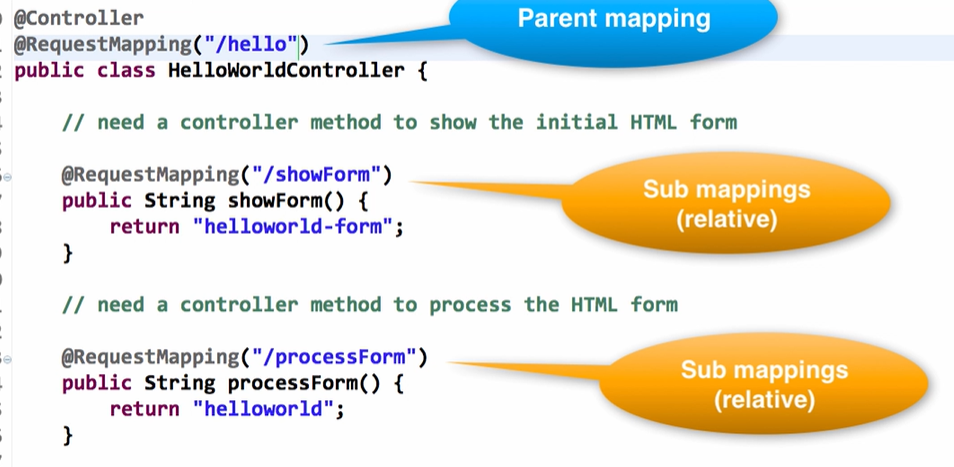 @Controller
Parent mapping
@RequestMapping("/hello")
public class HelloWorldController {
// need a controller method to show the initial HTML form
@RequestMapping("/showForm")
Sub mappings
(relative)
public String showForm() {
return "helloworld-form";
}
// need a controller method to process the HTML form
@RequestMapping("/processForm")
Sub mappings
(relative)
public String processForm() {
return "helloworld";
}